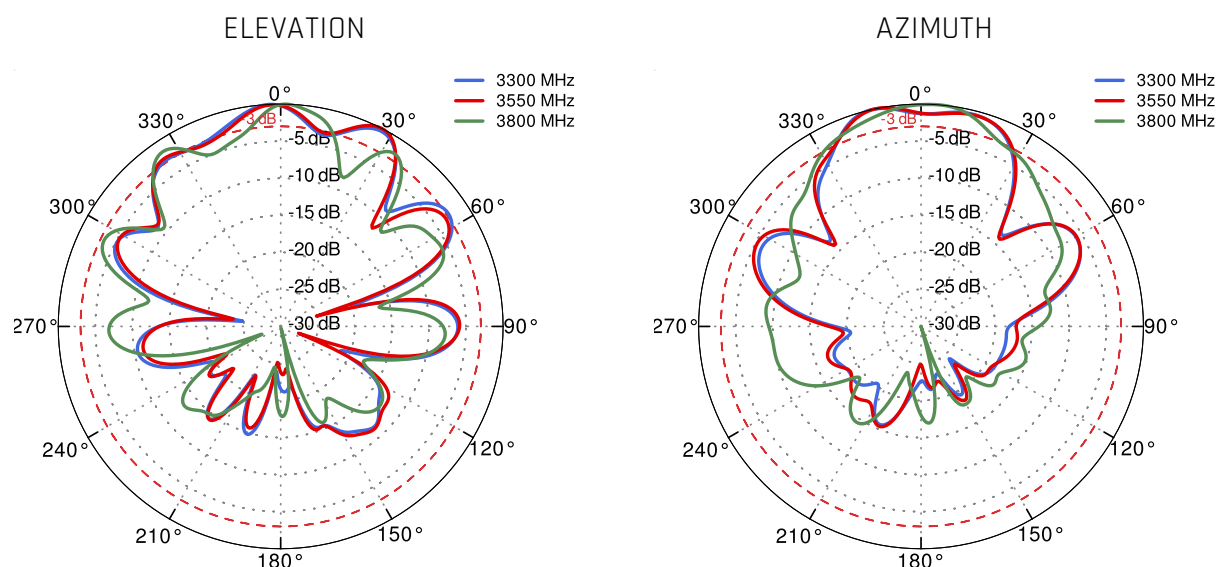 ELEVATION
3300 MHz
3550 MHz
3800 MHz
0°
30°
60°
90°
120°
150°
180°
210°
240°
270°
300°
330°
-3 dB
-5 dB
-10 dB
-15 dB
-20 dB
-25 dB
-30 dB
AZIMUTH
3300 MHz
3550 MHz
3800 MHz
0°
30°
60°
90°
120°
150°
180°
210°
240°
270°
300°
330°
-3 dB
-5 dB
-10 dB
-15 dB
-20 dB
-25 dB
-30 dB